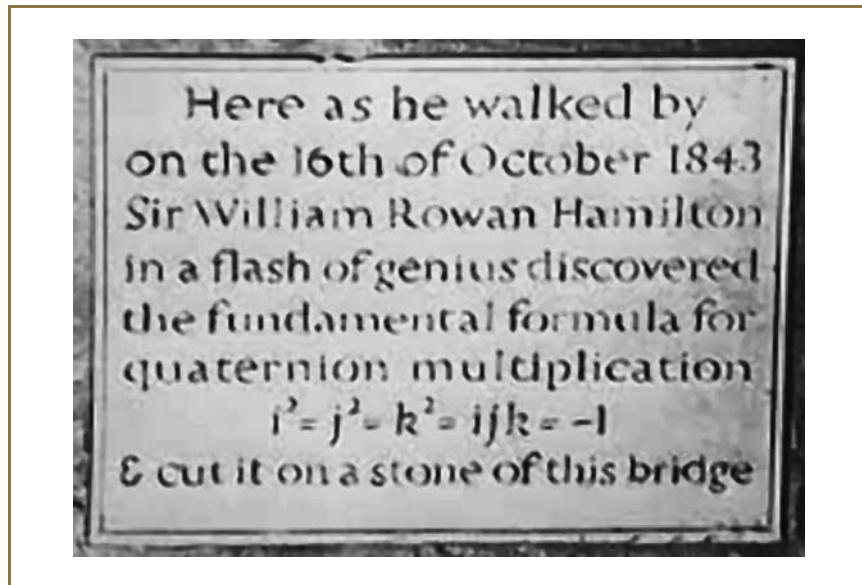 Here as he walked by
on the 16th of October 1843
Sir William Rowan Hamilton
in a flash of genius discovered
the fundamental formula for
quaternion multiplication
i² = j² = k² = ijk = -1
& cut it on a stone of this bridge